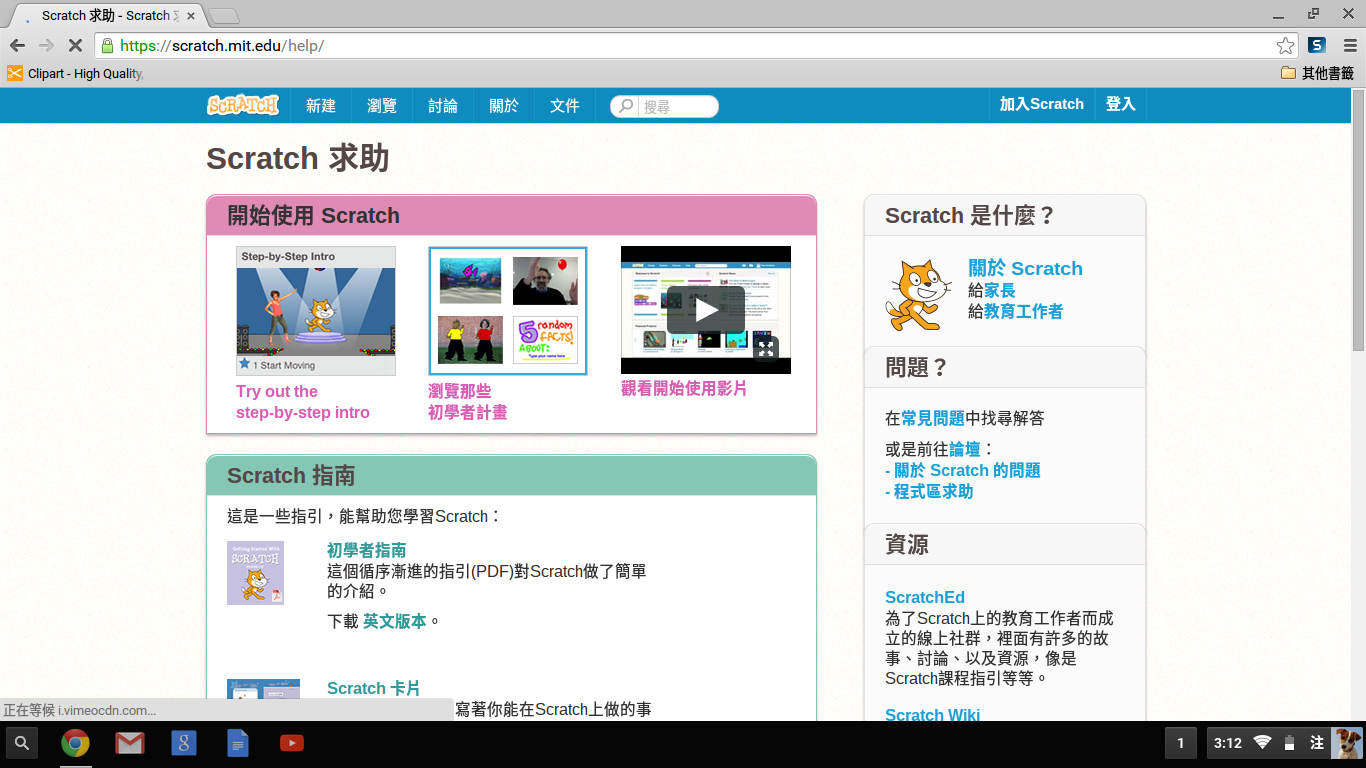 Scratch 求助 - Scratch
https://scratch.mit.edu/help/
Clipart - High Quality,
其他書籤
SCRATCH
新建
瀏覽
討論
關於
文件
搜尋
加入Scratch
登入
Scratch 求助
開始使用 Scratch
Step-by-Step Intro
1 Start Moving
Try out the
step-by-step intro
5 random
FACTS!
ABOUT:
Type your name here
瀏覽那些
初學者計畫
觀看開始使用影片
Scratch 指南
這是一些指引，能幫助您學習Scratch：
Getting Started With
SCRATCH
初學者指南
這個循序漸進的指引(PDF)對Scratch做了簡單
的介紹。
下載 英文版本。
Scratch 卡片
寫著你能在Scratch上做的事
Scratch 是什麼？
關於 Scratch
給家長
給教育工作者
問題？
在常見問題中找尋解答
或是前往論壇：
- 關於 Scratch 的問題
- 程式區求助
資源
ScratchEd
為了Scratch上的教育工作者而成
立的線上社群，裡面有許多的故
事、討論、以及資源，像是
Scratch課程指引等等。
Scratch Wiki
正在等候 i.vimeocdn.com...
1
3:12
注